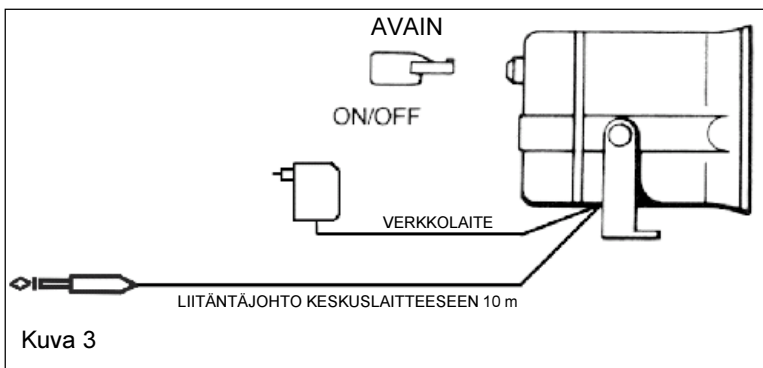 AVAIN
ON/OFF
VERKKOLAITE
LIITÄNTÄJOHTO KESKUSLAITTEESEEN 10 m
Kuva 3